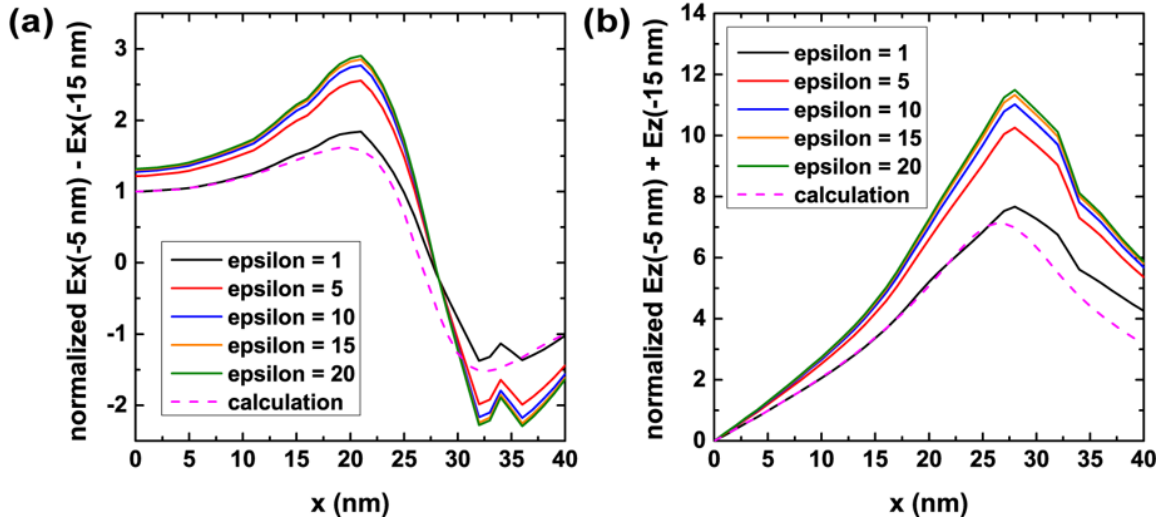 (a)
normalized Ex(-5 nm) - Ex(-15 nm)
3
2
1
0
-1
-2
epsilon = 1
epsilon = 5
epsilon = 10
epsilon = 15
epsilon = 20
calculation
0 5 10 15 20 25 30 35 40
x (nm)
(b)
normalized Ez(-5 nm) + Ez(-15 nm)
14
12
10
8
6
4
2
0
epsilon = 1
epsilon = 5
epsilon = 10
epsilon = 15
epsilon = 20
calculation
0 5 10 15 20 25 30 35 40
x (nm)